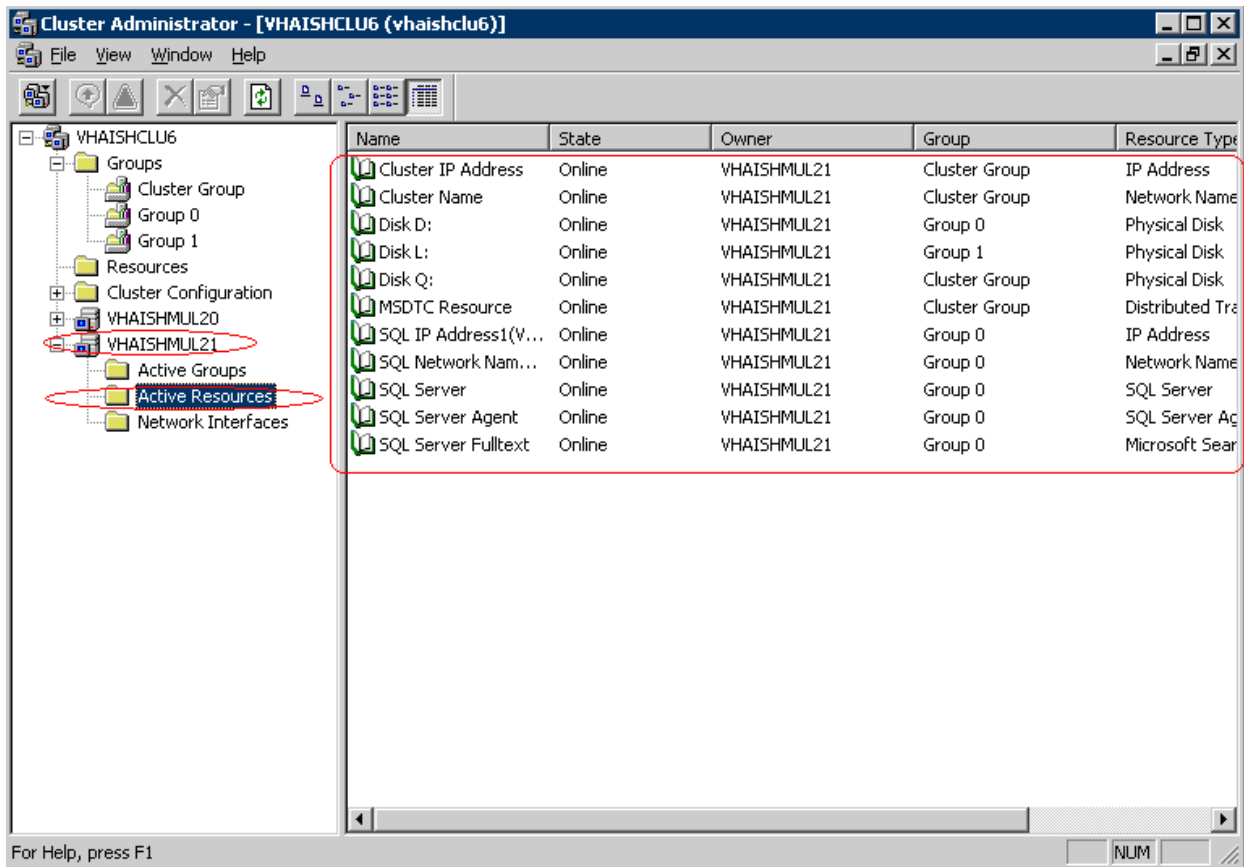 Cluster Administrator - [VHAISHCLU6 (vhaishclu6)]
File View Window Help
VHAISHCLU6
Groups
Cluster Group
Group 0
Group 1
Resources
Cluster Configuration
VHAISHMUL20
VHAISHMUL21
Active Groups
Active Resources
Network Interfaces
Name State Owner Group Resource Type
Cluster IP Address Online VHAISHMUL21 Cluster Group IP Address
Cluster Name Online VHAISHMUL21 Cluster Group Network Name
Disk D: Online VHAISHMUL21 Group 0 Physical Disk
Disk L: Online VHAISHMUL21 Group 1 Physical Disk
Disk Q: Online VHAISHMUL21 Cluster Group Physical Disk
MSDTC Resource Online VHAISHMUL21 Cluster Group Distributed Tra
SQL IP Address1(V... Online VHAISHMUL21 Group 0 IP Address
SQL Network Nam... Online VHAISHMUL21 Group 0 Network Name
SQL Server Online VHAISHMUL21 Group 0 SQL Server
SQL Server Agent Online VHAISHMUL21 Group 0 SQL Server Ag
SQL Server Fulltext Online VHAISHMUL21 Group 0 Microsoft Sear
For Help, press F1
NUM